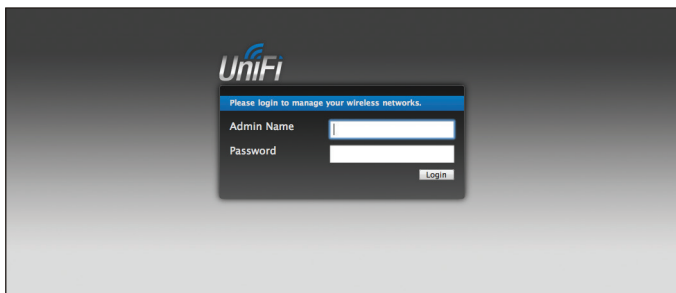 UniFi
Please login to manage your wireless networks.
Admin Name
Password
Login